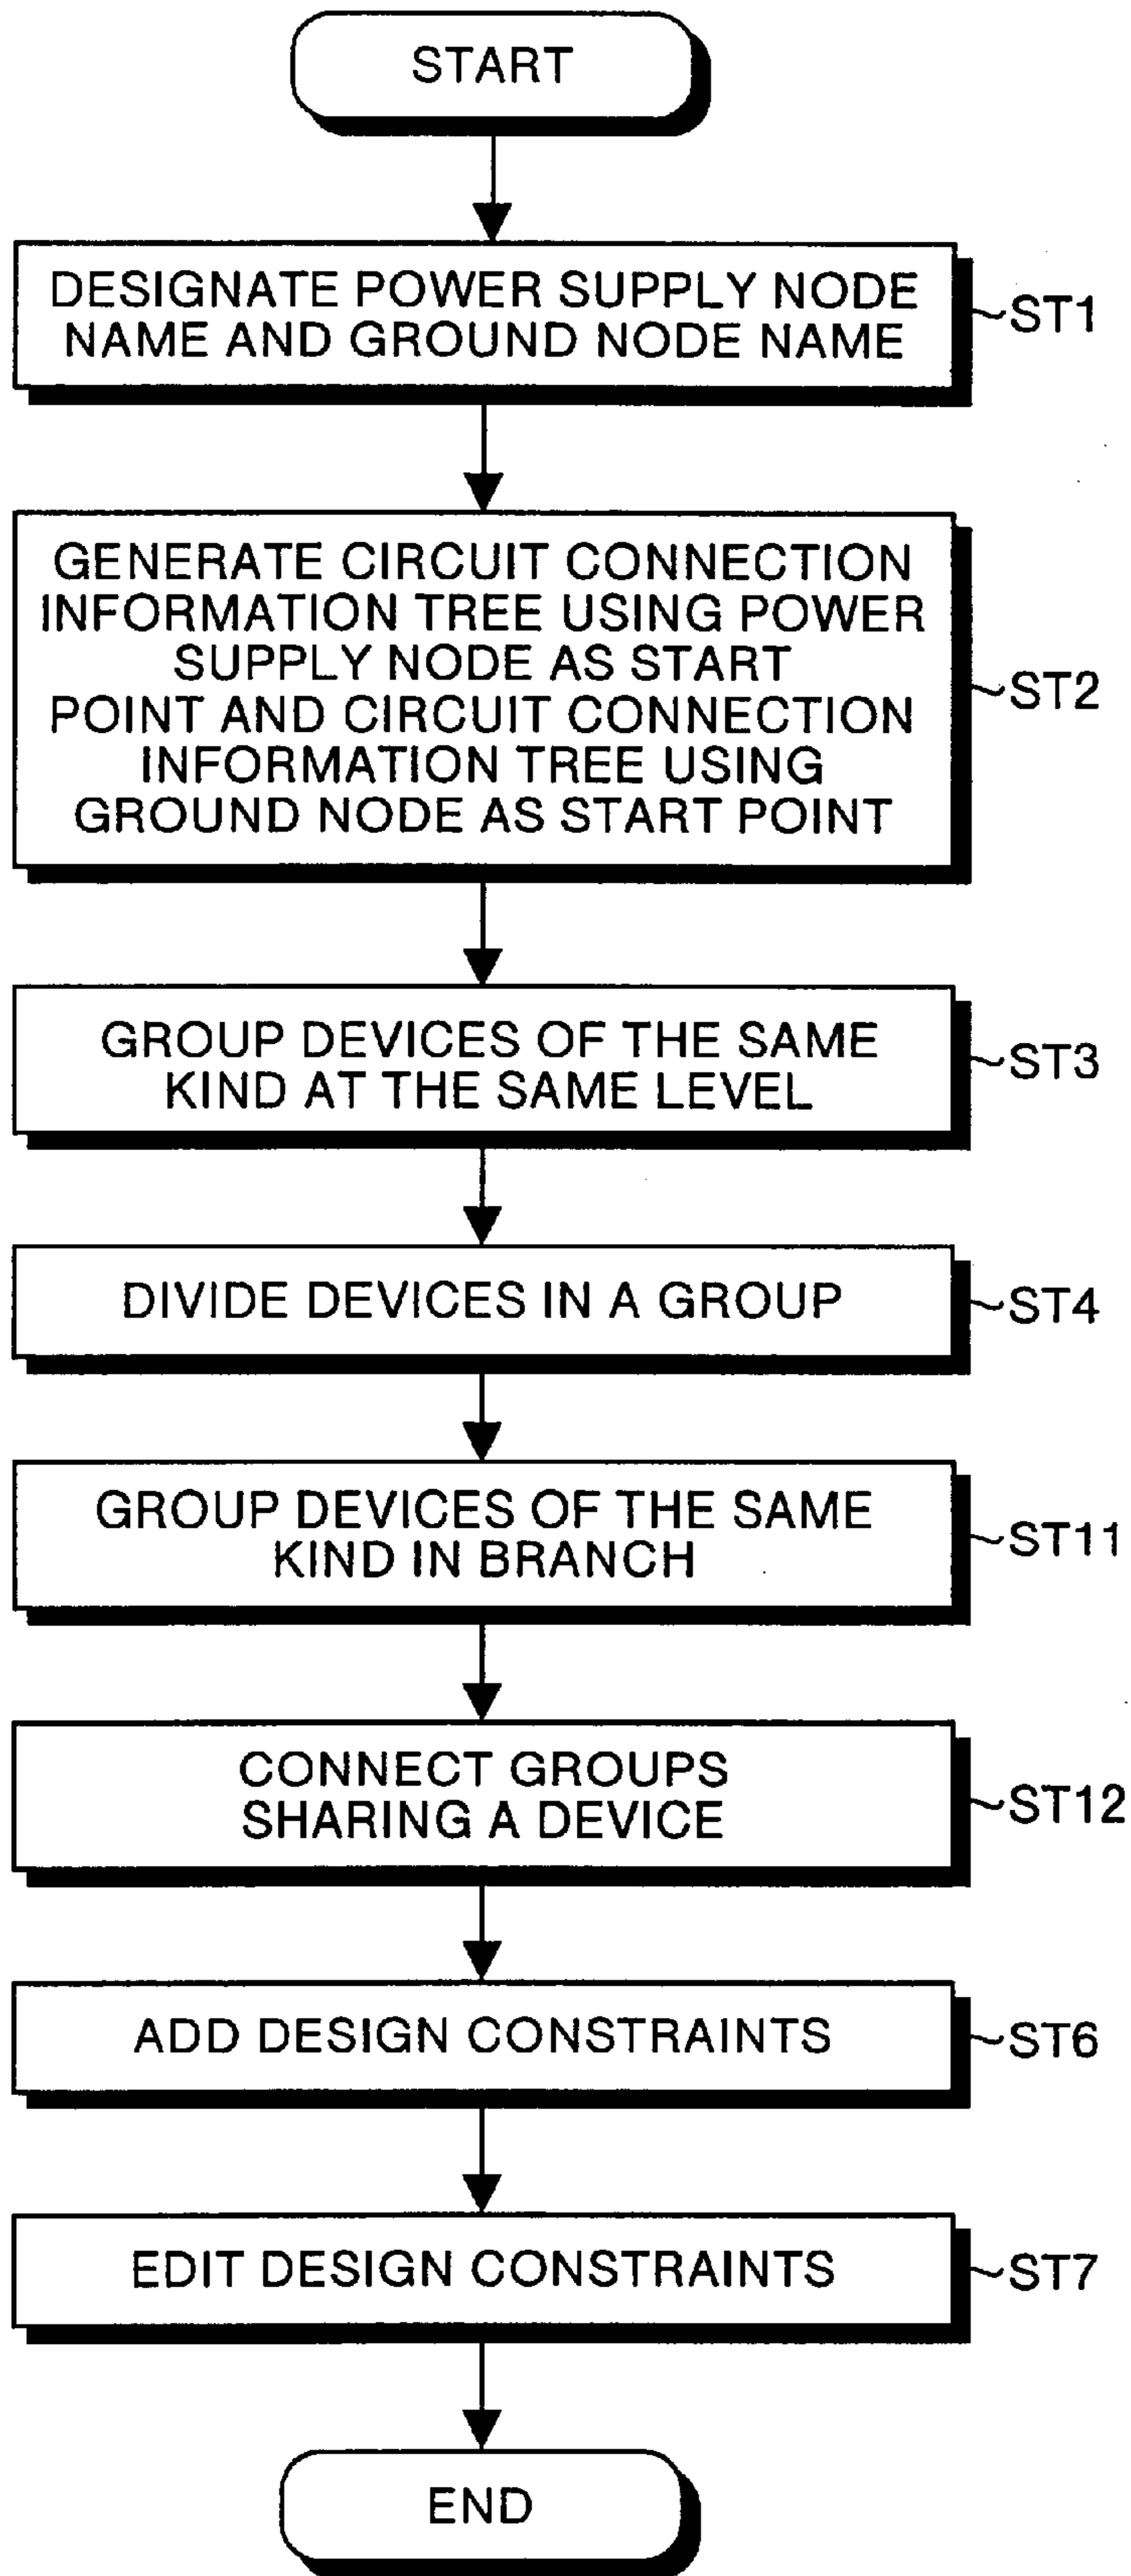 START
DESIGNATE POWER SUPPLY NODE
NAME AND GROUND NODE NAME
~ST1
GENERATE CIRCUIT CONNECTION
INFORMATION TREE USING POWER
SUPPLY NODE AS START
POINT AND CIRCUIT CONNECTION
INFORMATION TREE USING
GROUND NODE AS START POINT
~ST2
GROUP DEVICES OF THE SAME
KIND AT THE SAME LEVEL
~ST3
DIVIDE DEVICES IN A GROUP
~ST4
GROUP DEVICES OF THE SAME
KIND IN BRANCH
~ST11
CONNECT GROUPS
SHARING A DEVICE
~ST12
ADD DESIGN CONSTRAINTS
~ST6
EDIT DESIGN CONSTRAINTS
~ST7
END